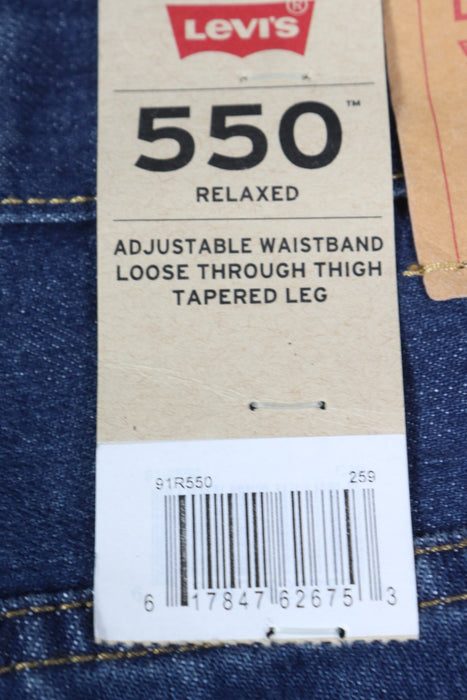 LEVI'S
®
550™
RELAXED
ADJUSTABLE WAISTBAND
LOOSE THROUGH THIGH
TAPERED LEG
91R550 259
6 17847 62675 3